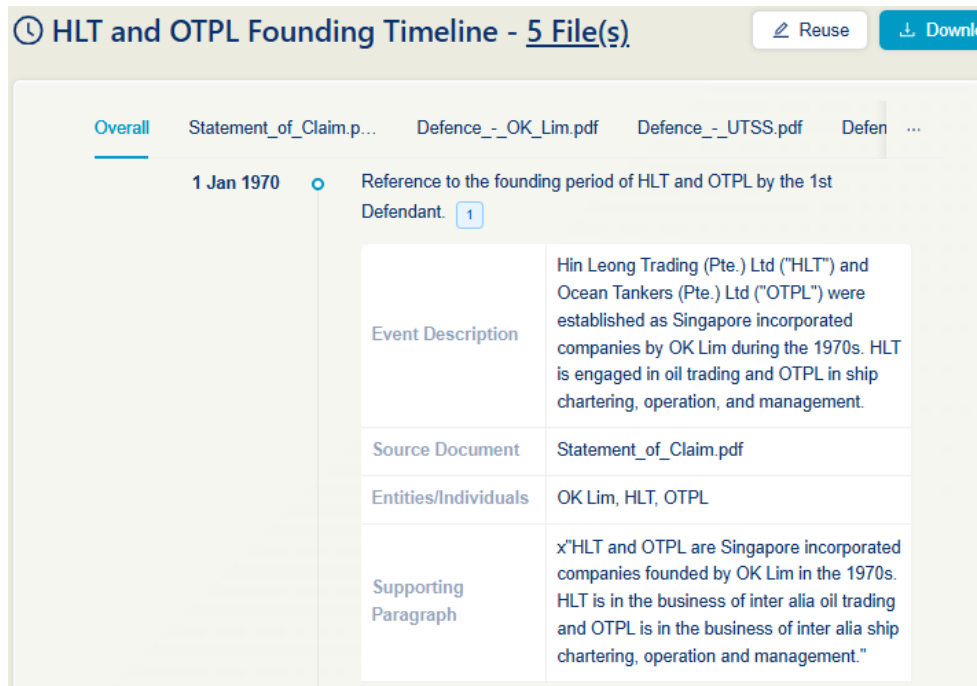 HLT and OTPL Founding Timeline - 5 File(s)
Reuse
Overall
Statement_of_Claim.p...
Defence_-_OK_Lim.pdf
Defence_-_UTSS.pdf
...
1 Jan 1970
Reference to the founding period of HLT and OTPL by the 1st
Defendant. 1
Event Description
Hin Leong Trading (Pte.) Ltd ("HLT") and
Ocean Tankers (Pte.) Ltd ("OTPL") were
established as Singapore incorporated
companies by OK Lim during the 1970s. HLT
is engaged in oil trading and OTPL in ship
chartering, operation, and management.
Source Document
Statement_of_Claim.pdf
Entities/Individuals
OK Lim, HLT, OTPL
Supporting
Paragraph
x"HLT and OTPL are Singapore incorporated
companies founded by OK Lim in the 1970s.
HLT is in the business of inter alia oil trading
and OTPL is in the business of inter alia ship
chartering, operation and management."